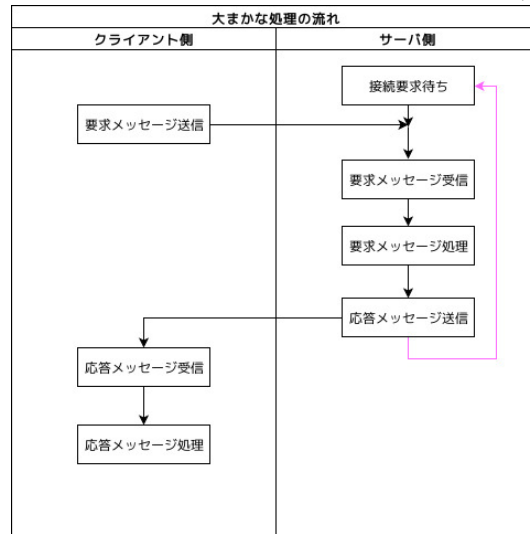 大まかな処理の流れ
クライアント側
サーバ側
接続要求待ち
要求メッセージ送信
要求メッセージ受信
要求メッセージ処理
応答メッセージ送信
応答メッセージ受信
応答メッセージ処理